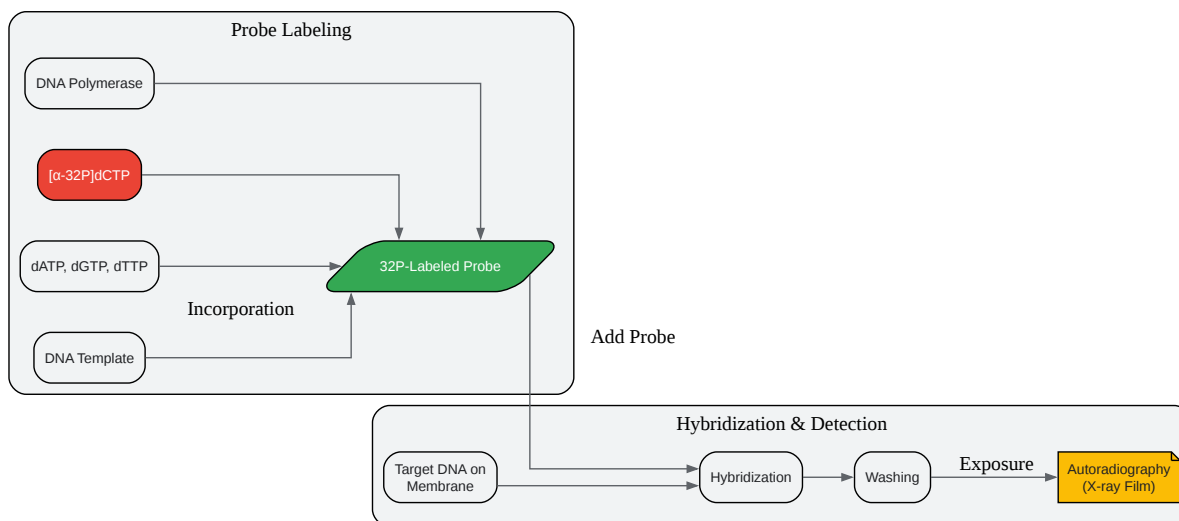 Probe Labeling
DNA Polymerase
[α-32P]dCTP
dATP, dGTP, dTTP
32P-Labeled Probe
Incorporation
DNA Template
Add Probe
Hybridization & Detection
Target DNA on
Membrane
Hybridization
Washing
Exposure
Autoradiography
(X-ray Film)